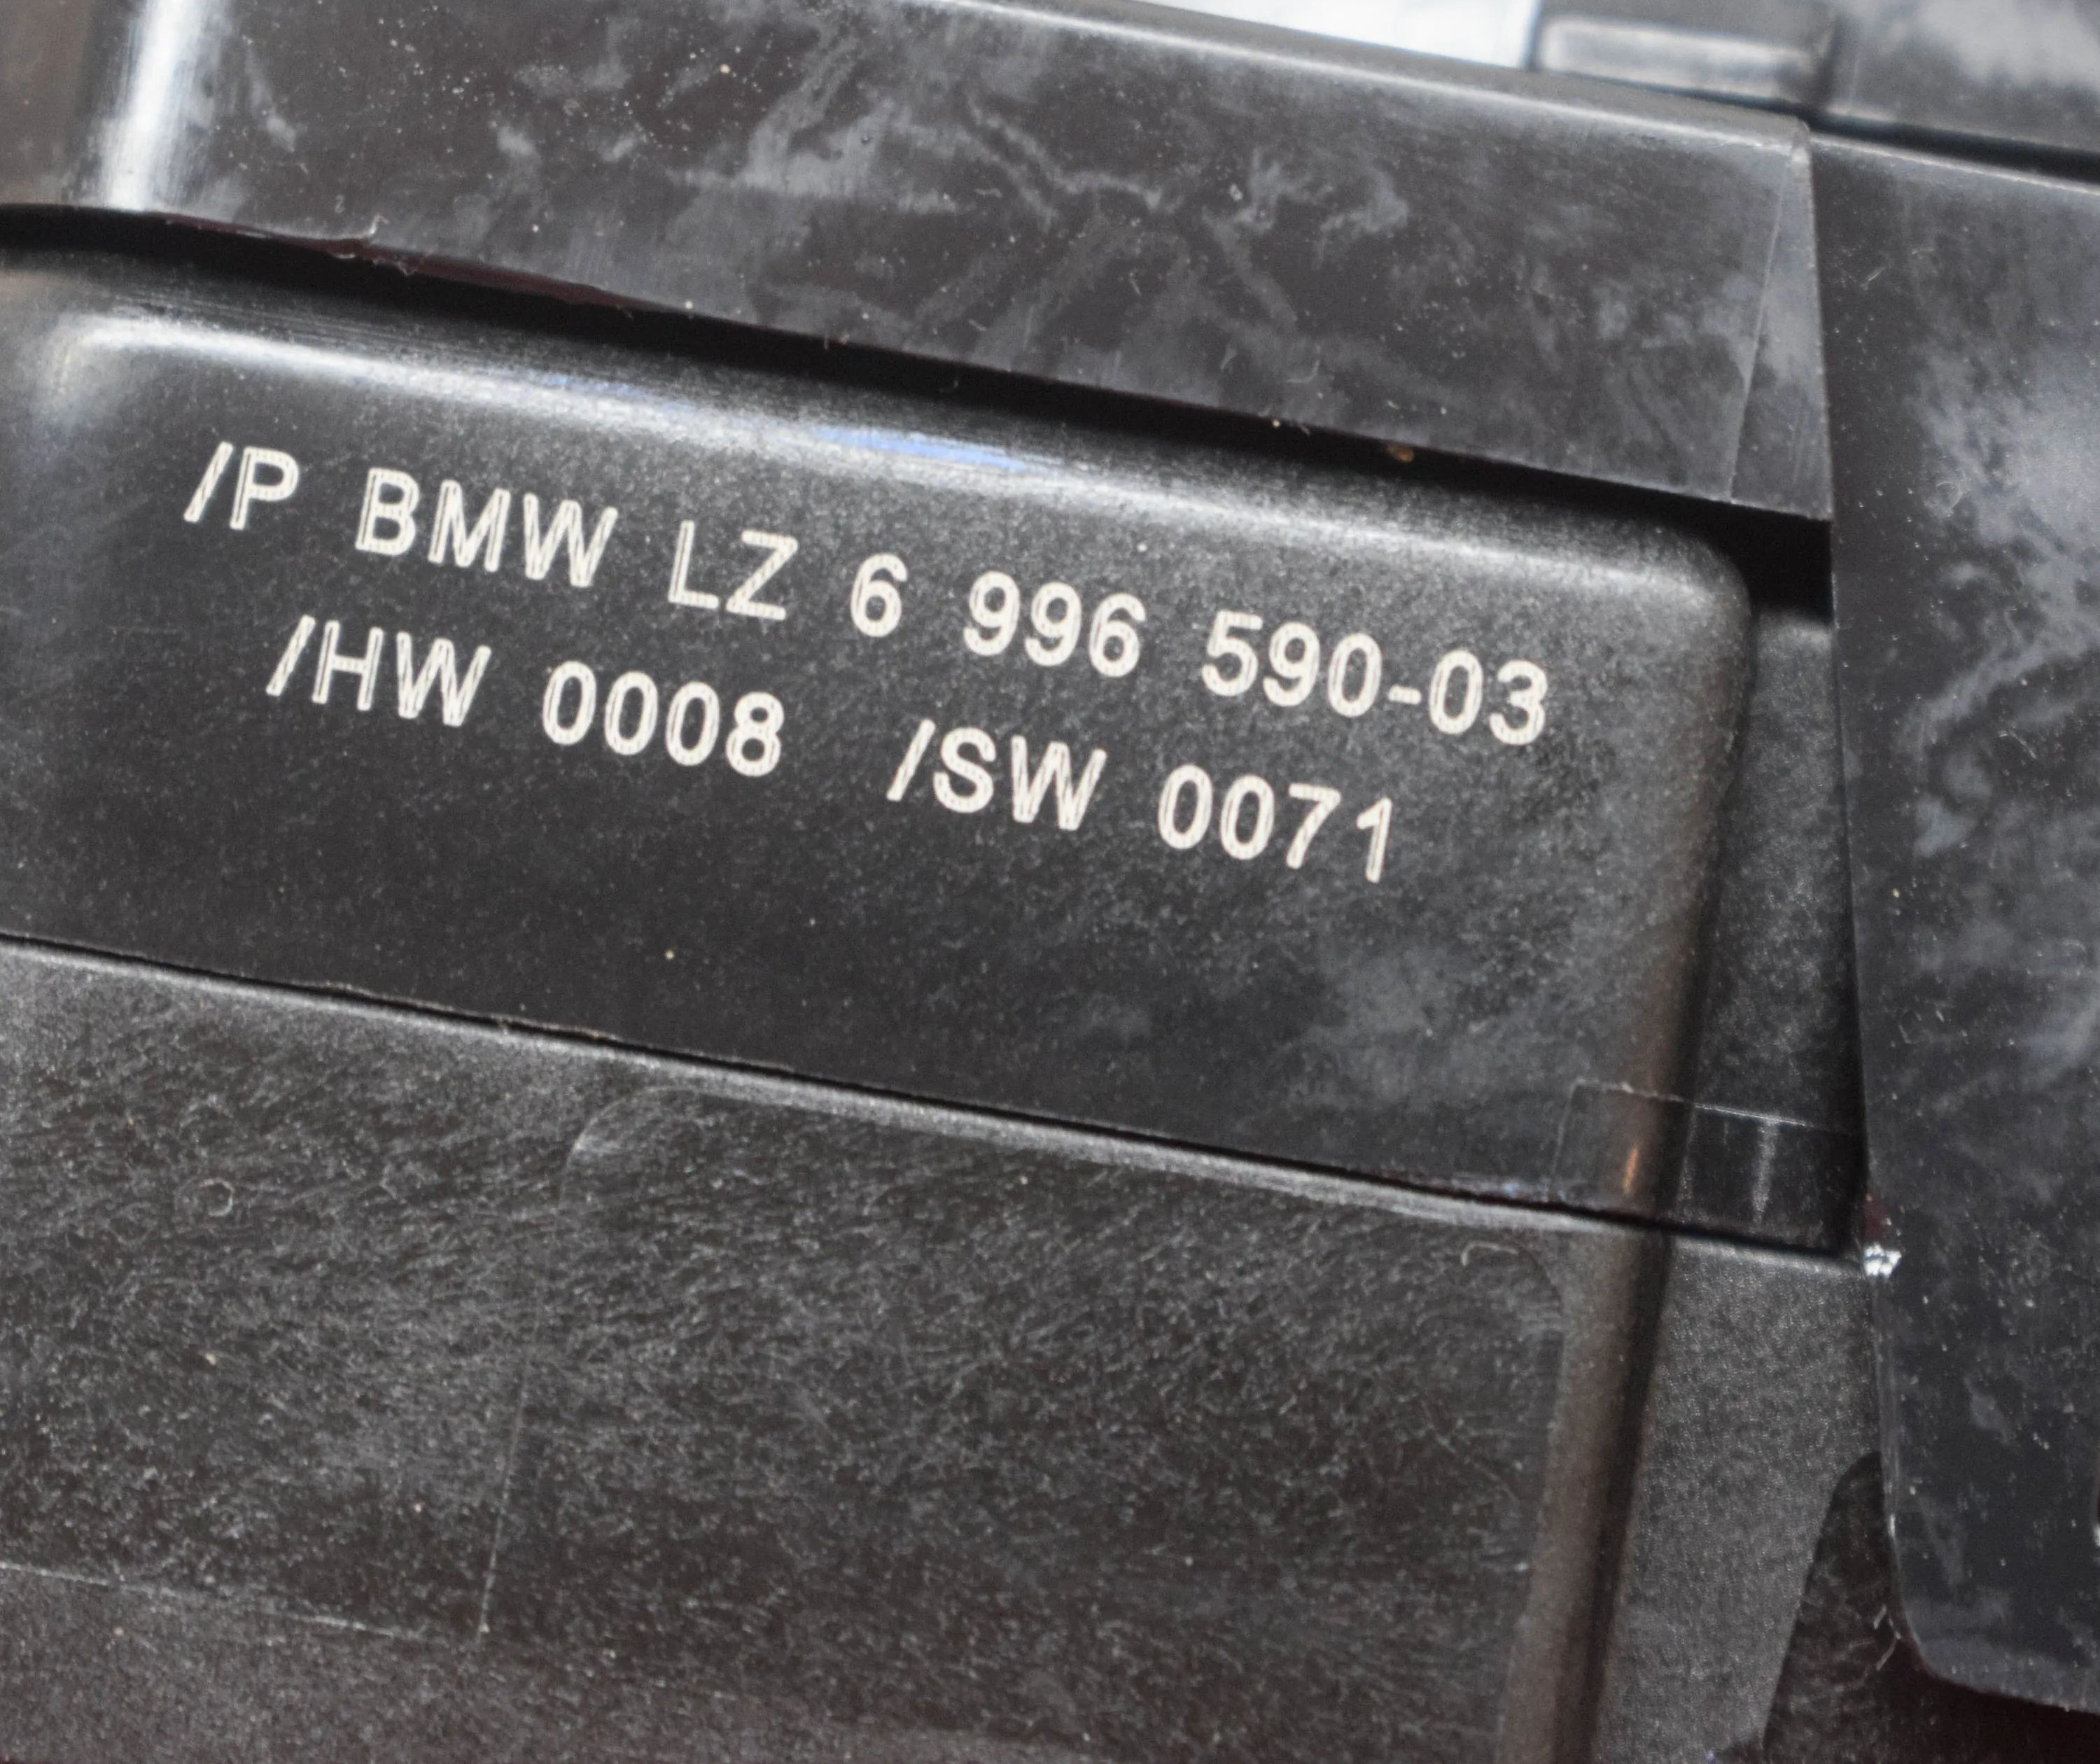 /P BMW LZ 6 996 590-03
/HW 0008 /SW 0071